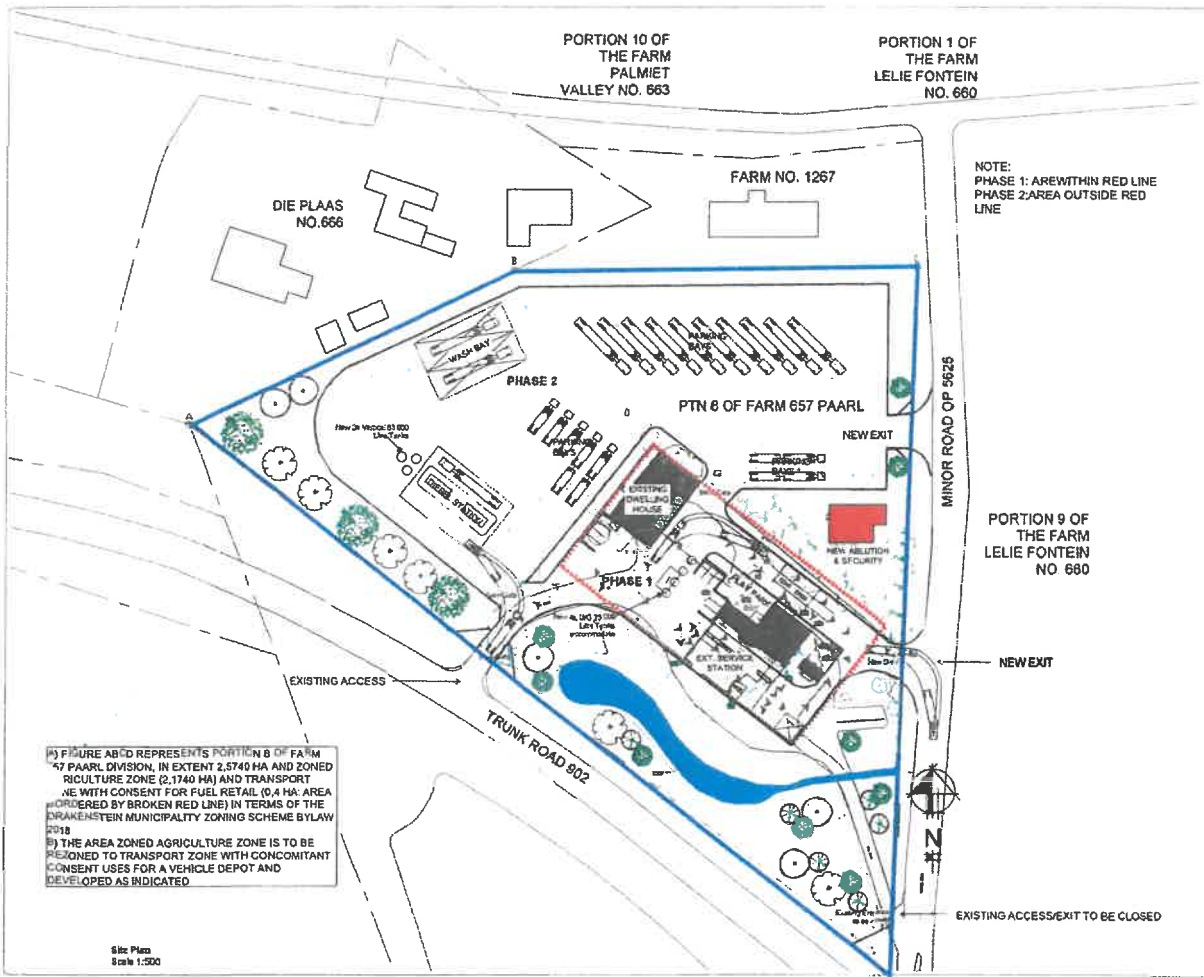 PORTION 10 OF
THE FARM
PALMIET
VALLEY NO. 663
PORTION 1 OF
THE FARM
LELIE FONTEIN
NO. 660
NOTE:
PHASE 1: AREWITHIN RED LINE
PHASE 2;AREA OUTSIDE RED
LINE
FARM NO. 1267
DIE PLAAS
NO.666
B
A
WASH BAY
PHASE 2
PARKING
BAYS
PTN 8 OF FARM 657 PAARL
MINOR ROAD OP 5625
NEW EXIT
PARKING
BAYS
DIESEL STATION
EXISTING
DWELLING
HOUSE
NEW ABLUTION
& SECURITY
PORTION 9 OF
THE FARM
LELIE FONTEIN
NO 660
PHASE 1
PLAY PARK
EXT. SERVICE
STATION
NEW EXIT
EXISTING ACCESS
TRUNK ROAD 902
A) FIGURE ABCD REPRESENTS PORTION 8 OF FARM
57 PAARL DIVISION, IN EXTENT 2,5740 HA AND ZONED
RICULTURE ZONE (2,1740 HA) AND TRANSPORT
NE WITH CONSENT FOR FUEL RETAIL (0,4 HA: AREA
BORDERED BY BROKEN RED LINE) IN TERMS OF THE
DRAKENSTEIN MUNICIPALITY ZONING SCHEME BYLAW
2018
B) THE AREA ZONED AGRICULTURE ZONE IS TO BE
REZONED TO TRANSPORT ZONE WITH CONCOMITANT
CONSENT USES FOR A VEHICLE DEPOT AND
DEVELOPED AS INDICATED
N
EXISTING ACCESS/EXIT TO BE CLOSED
Site Plan
Scale 1:500